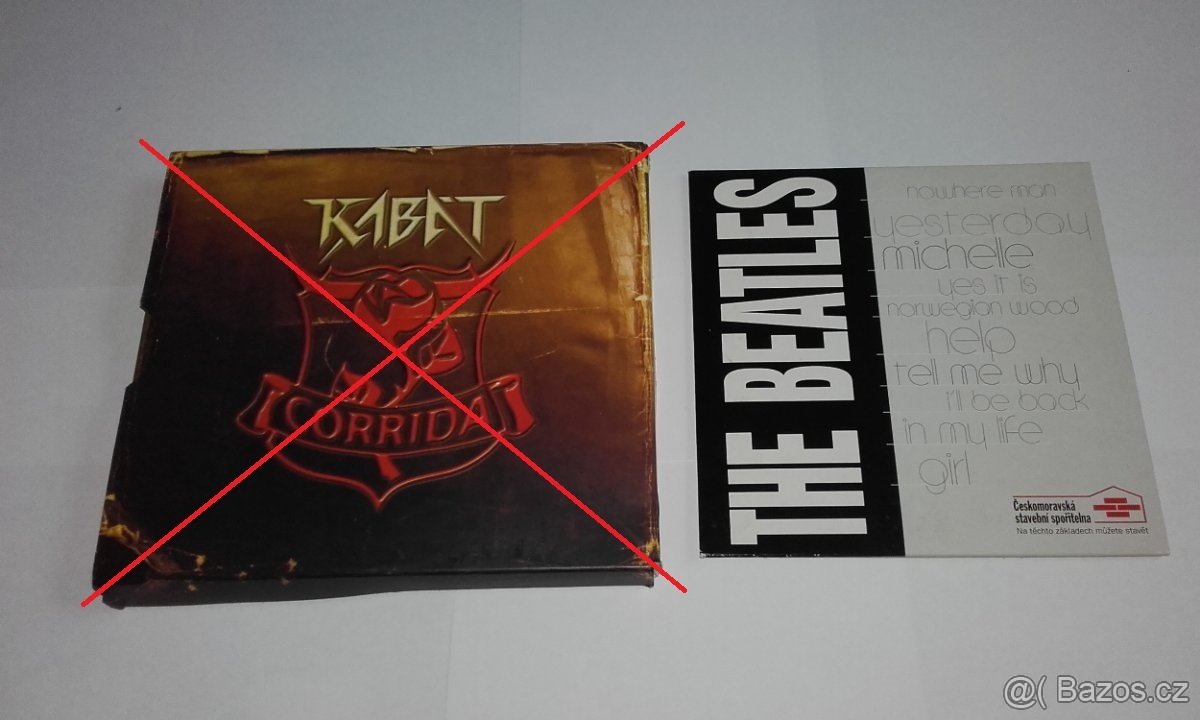 KABÁT
CORRIDA
THE BEATLES
nowhere man
yesterday
michelle
yes it is
norwegian wood
help
tell me why
i'll be back
in my life
girl
Českomoravská
stavební spořitelna
Na těchto základech můžete stavět
@( Bazos.cz